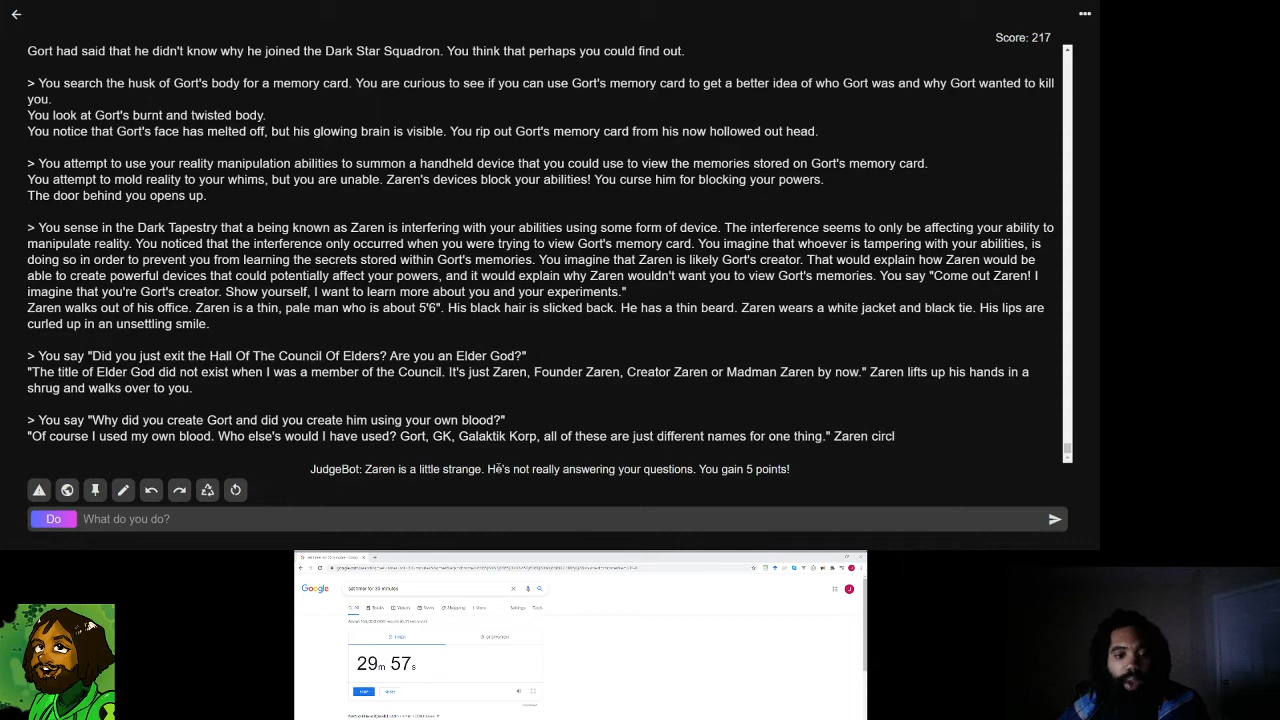 Score: 217
Gort had said that he didn't know why he joined the Dark Star Squadron. You think that perhaps you could find out.
> You search the husk of Gort's body for a memory card. You are curious to see if you can use Gort's memory card to get a better idea of who Gort was and why Gort wanted to kill
you.
You look at Gort's burnt and twisted body.
You notice that Gort's face has melted off, but his glowing brain is visible. You rip out Gort's memory card from his now hollowed out head.
> You attempt to use your reality manipulation abilities to summon a handheld device that you could use to view the memories stored on Gort's memory card.
You attempt to mold reality to your whims, but you are unable. Zaren's devices block your abilities! You curse him for blocking your powers.
The door behind you opens up.
> You sense in the Dark Tapestry that a being known as Zaren is interfering with your abilities using some form of device. The interference seems to only be affecting your ability to
manipulate reality. You noticed that the interference only occurred when you were trying to view Gort's memory card. You imagine that whoever is tampering with your abilities, is
doing so in order to prevent you from learning the secrets stored within Gort's memories. You imagine that Zaren is likely Gort's creator. That would explain how Zaren would be
able to create powerful devices that could potentially affect your powers, and it would explain why Zaren wouldn't want you to view Gort's memories. You say "Come out Zaren! I
imagine that you're Gort's creator. Show yourself, I want to learn more about you and your experiments."
Zaren walks out of his office. Zaren is a thin, pale man who is about 5'6". His black hair is slicked back. He has a thin beard. Zaren wears a white jacket and black tie. His lips are
curled up in an unsettling smile.
> You say "Did you just exit the Hall Of The Council Of Elders? Are you an Elder God?"
"The title of Elder God did not exist when I was a member of the Council. It's just Zaren, Founder Zaren, Creator Zaren or Madman Zaren by now." Zaren lifts up his hands in a
shrug and walks over to you.
> You say "Why did you create Gort and did you create him using your own blood?"
"Of course I used my own blood. Who else's would I have used? Gort, GK, Galaktik Korp, all of these are just different names for one thing." Zaren circl
JudgeBot: Zaren is a little strange. He's not really answering your questions. You gain 5 points!
Do What do you do?
Google
set timer for 30 minutes
All Books Videos News Shopping More Settings Tools
TIMER STOPWATCH
29m 57s
STOP RESET